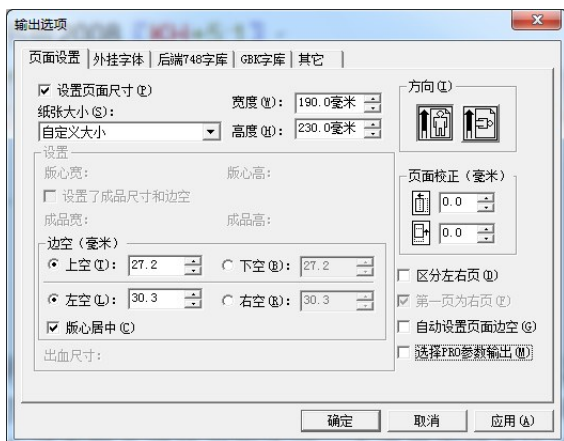 输出选项
页面设置 外挂字体 后端748字库 GBK字库 其它
设置页面尺寸(P)
纸张大小(S):
自定义大小
宽度(W): 190.0毫米
高度(H): 230.0毫米
方向(I)
设置
版心宽: 版心高:
设置了成品尺寸和边空
成品宽: 成品高:
边空(毫米)
上空(T): 27.2 下空(B): 27.2
左空(L): 30.3 右空(R): 30.3
版心居中(C)
出血尺寸:
页面校正(毫米)
0.0
0.0
区分左右页(D)
第一页为右页(F)
自动设置页面边空(G)
选择PRO参数输出(M)
确定 取消 应用(A)